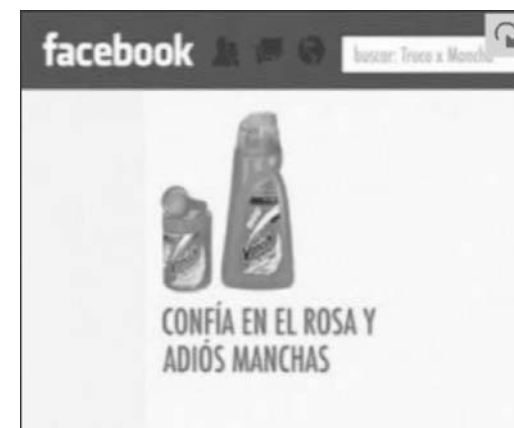 facebook
buscar: Truco x Mancha
CONFÍA EN EL ROSA Y
ADIÓS MANCHAS